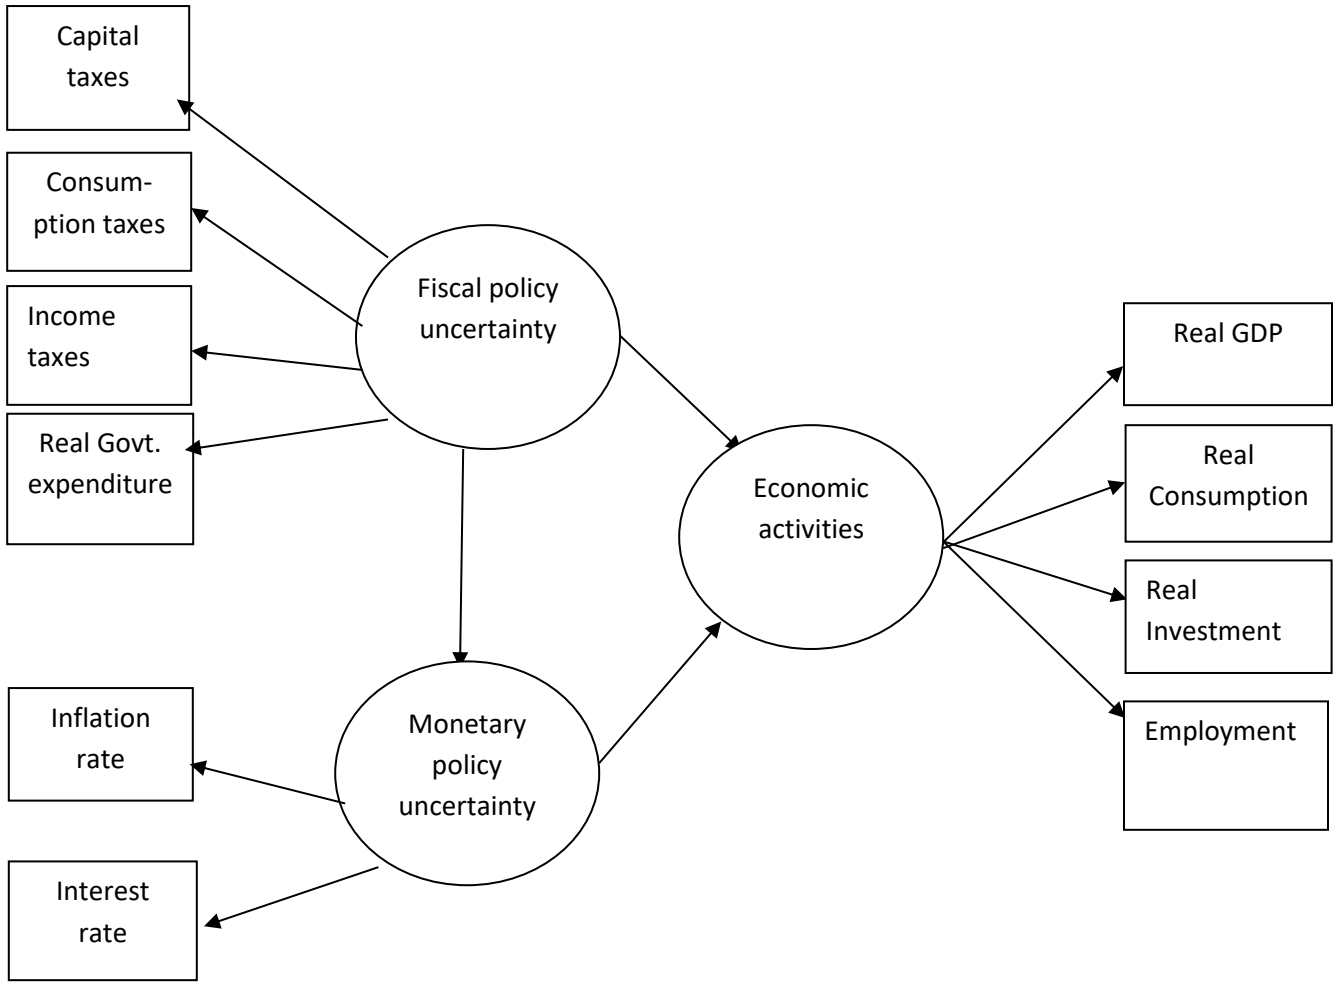 Capital
taxes
Consum-
ption taxes
Income
taxes
Real Govt.
expenditure
Inflation
rate
Interest
rate
Fiscal policy
uncertainty
Monetary
policy
uncertainty
Economic
activities
Real GDP
Real
Consumption
Real
Investment
Employment